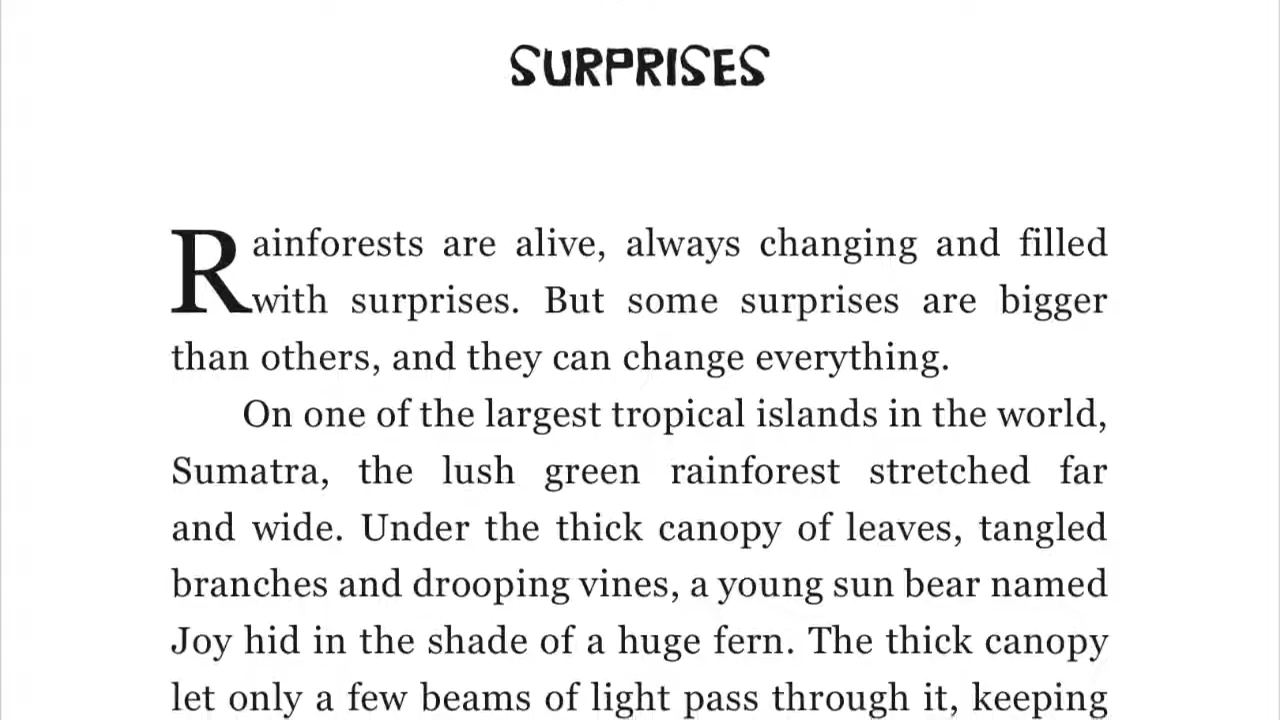 SURPRISES
Rainforests are alive, always changing and filled
with surprises. But some surprises are bigger
than others, and they can change everything.
On one of the largest tropical islands in the world,
Sumatra, the lush green rainforest stretched far
and wide. Under the thick canopy of leaves, tangled
branches and drooping vines, a young sun bear named
Joy hid in the shade of a huge fern. The thick canopy
let only a few beams of light pass through it, keeping